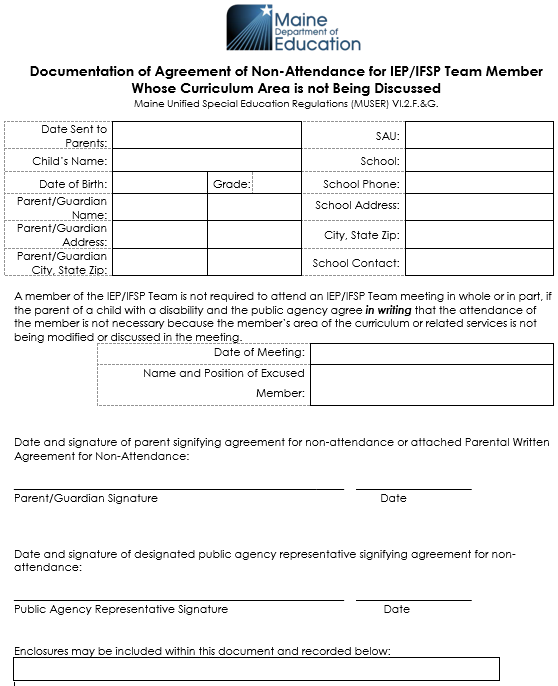 Maine
Department of
Education
Documentation of Agreement of Non-Attendance for IEP/IFSP Team Member
Whose Curriculum Area is not Being Discussed
Maine Unified Special Education Regulations (MUSER) VI.2.F.&G.
Date Sent to
Parents:
SAU:
Child's Name:
School:
Date of Birth:
Grade:
School Phone:
Parent/Guardian
Name:
School Address:
Parent/Guardian
Address:
City, State Zip:
Parent/Guardian
City, State Zip:
School Contact:
A member of the IEP/IFSP Team is not required to attend an IEP/IFSP Team meeting in whole or in part, if
the parent of a child with a disability and the public agency agree in writing that the attendance of
the member is not necessary because the member's area of the curriculum or related services is not
being modified or discussed in the meeting.
Date of Meeting:
Name and Position of Excused
Member:
Date and signature of parent signifying agreement for non-attendance or attached Parental Written
Agreement for Non-Attendance:
Parent/Guardian Signature
Date
Date and signature of designated public agency representative signifying agreement for non-
attendance:
Public Agency Representative Signature
Date
Enclosures may be included within this document and recorded below: